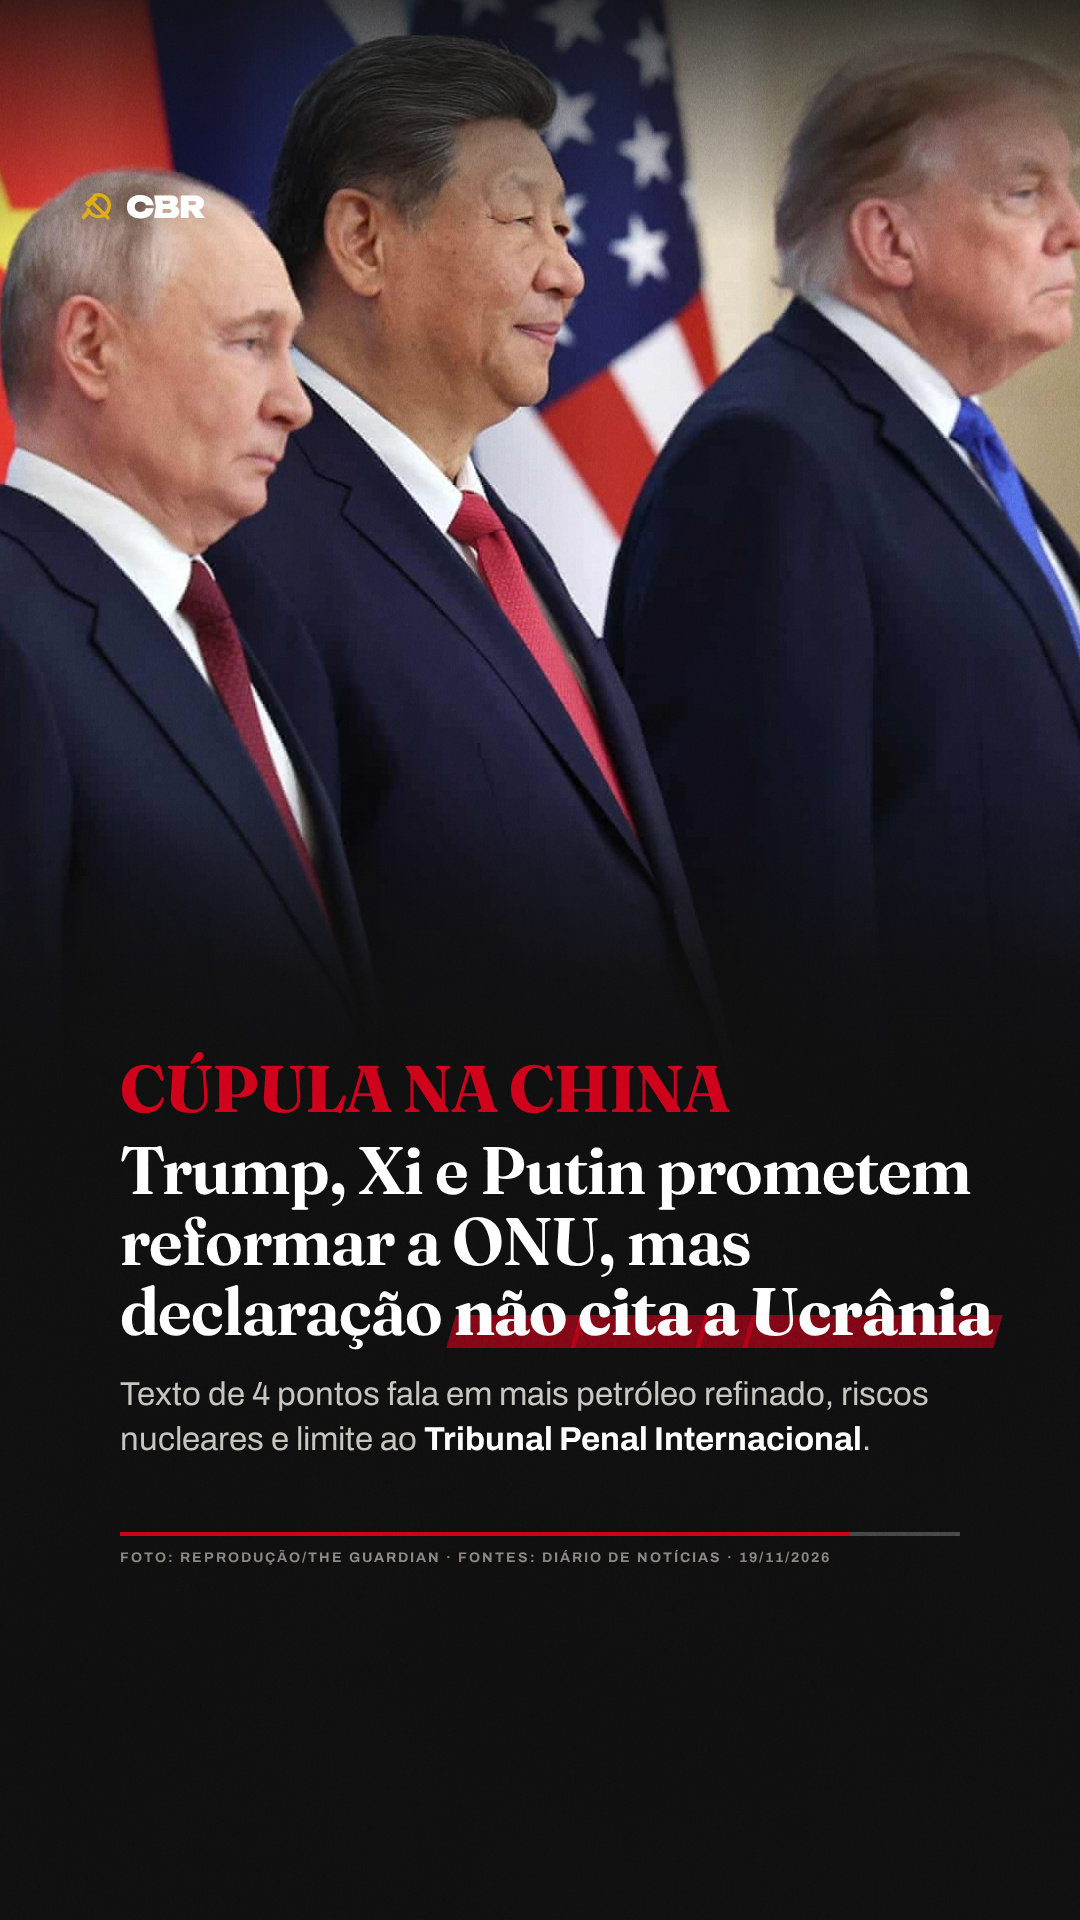 CBR
CÚPULA NA CHINA
Trump, Xi e Putin prometem
reformar a ONU, mas
declaração não cita a Ucrânia
Texto de 4 pontos fala em mais petróleo refinado, riscos
nucleares e limite ao Tribunal Penal Internacional.
FOTO: REPRODUÇÃO/THE GUARDIAN · FONTES: DIÁRIO DE NOTÍCIAS · 19/11/2026